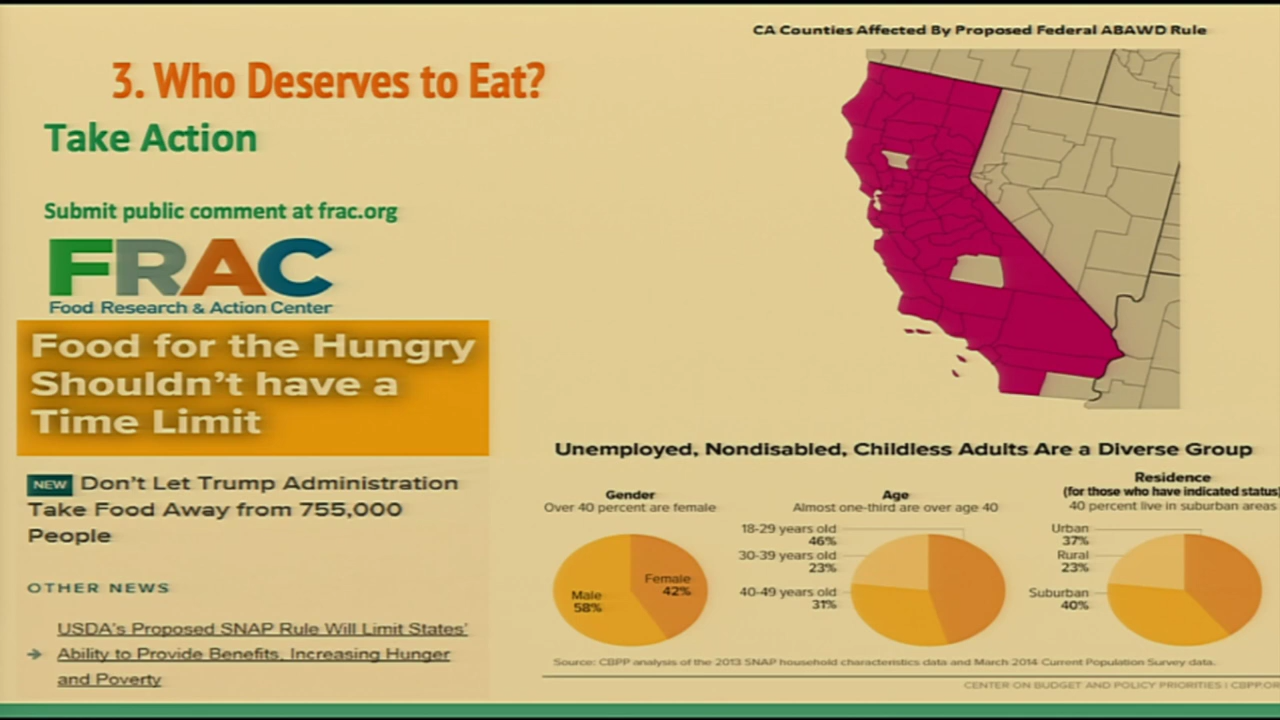 3. Who Deserves to Eat?
Take Action
Submit public comment at frac.org
FRAC
Food Research & Action Center
Food for the Hungry
Shouldn't have a
Time Limit
NEW Don't Let Trump Administration
Take Food Away from 755,000
People
OTHER NEWS
USDA's Proposed SNAP Rule Will Limit States'
→ Ability to Provide Benefits, Increasing Hunger
and Poverty
CA Counties Affected By Proposed Federal ABAWD Rule
Unemployed, Nondisabled, Childless Adults Are a Diverse Group
Gender
Over 40 percent are female
Female
42%
Male
58%
Age
Almost one-third are over age 40
18-29 years old
46%
30-39 years old
23%
40-49 years old
31%
Residence
(for those who have indicated status)
40 percent live in suburban areas
Urban
37%
Rural
23%
Suburban
40%
Source: CBPP analysis of the 2013 SNAP household characteristics data and March 2014 Current Population Survey data.
CENTER ON BUDGET AND POLICY PRIORITIES | CBPP.OR